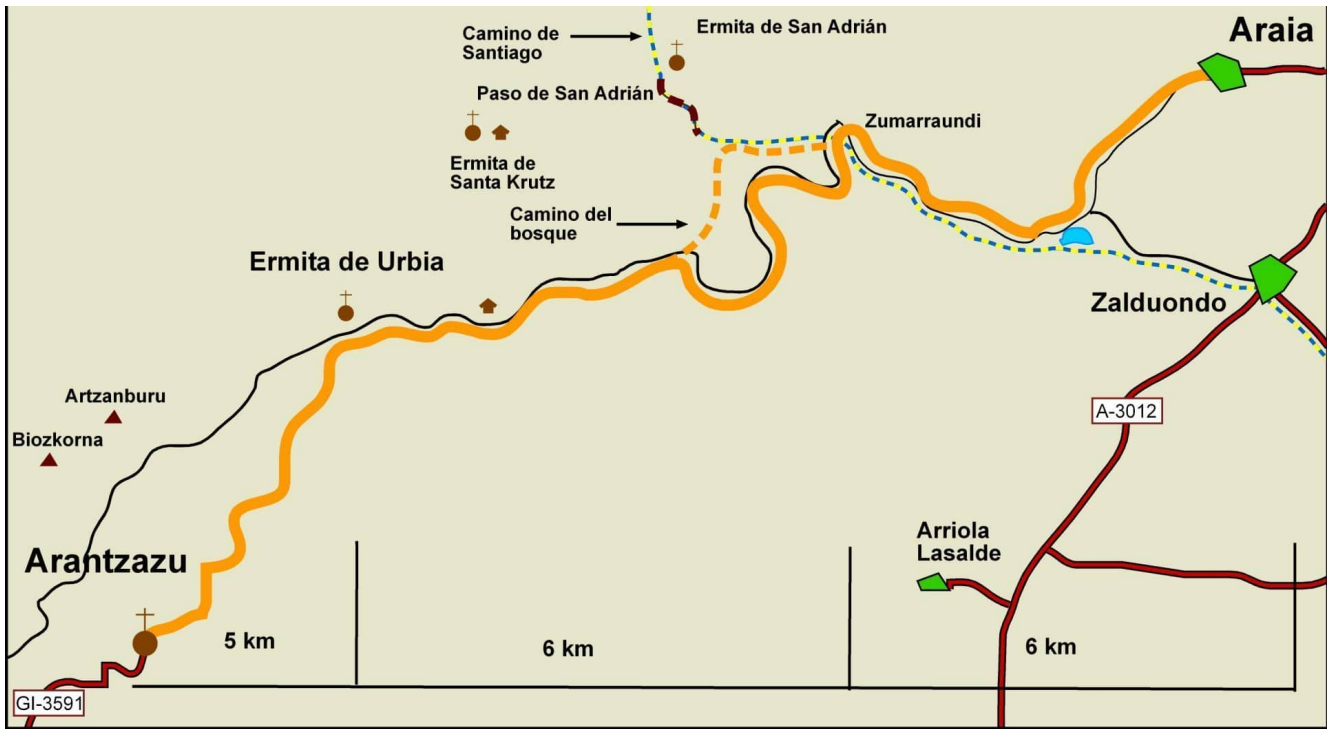 Camino de
Santiago
Ermita de San Adrián
Araia
Paso de San Adrián
Zumarraundi
Ermita de
Santa Krutz
Camino del
bosque
Ermita de Urbia
Zalduondo
Artzanburu
A-3012
Biozkorna
Arriola
Lasalde
Arantzazu
5 km
6 km
6 km
GI-3591